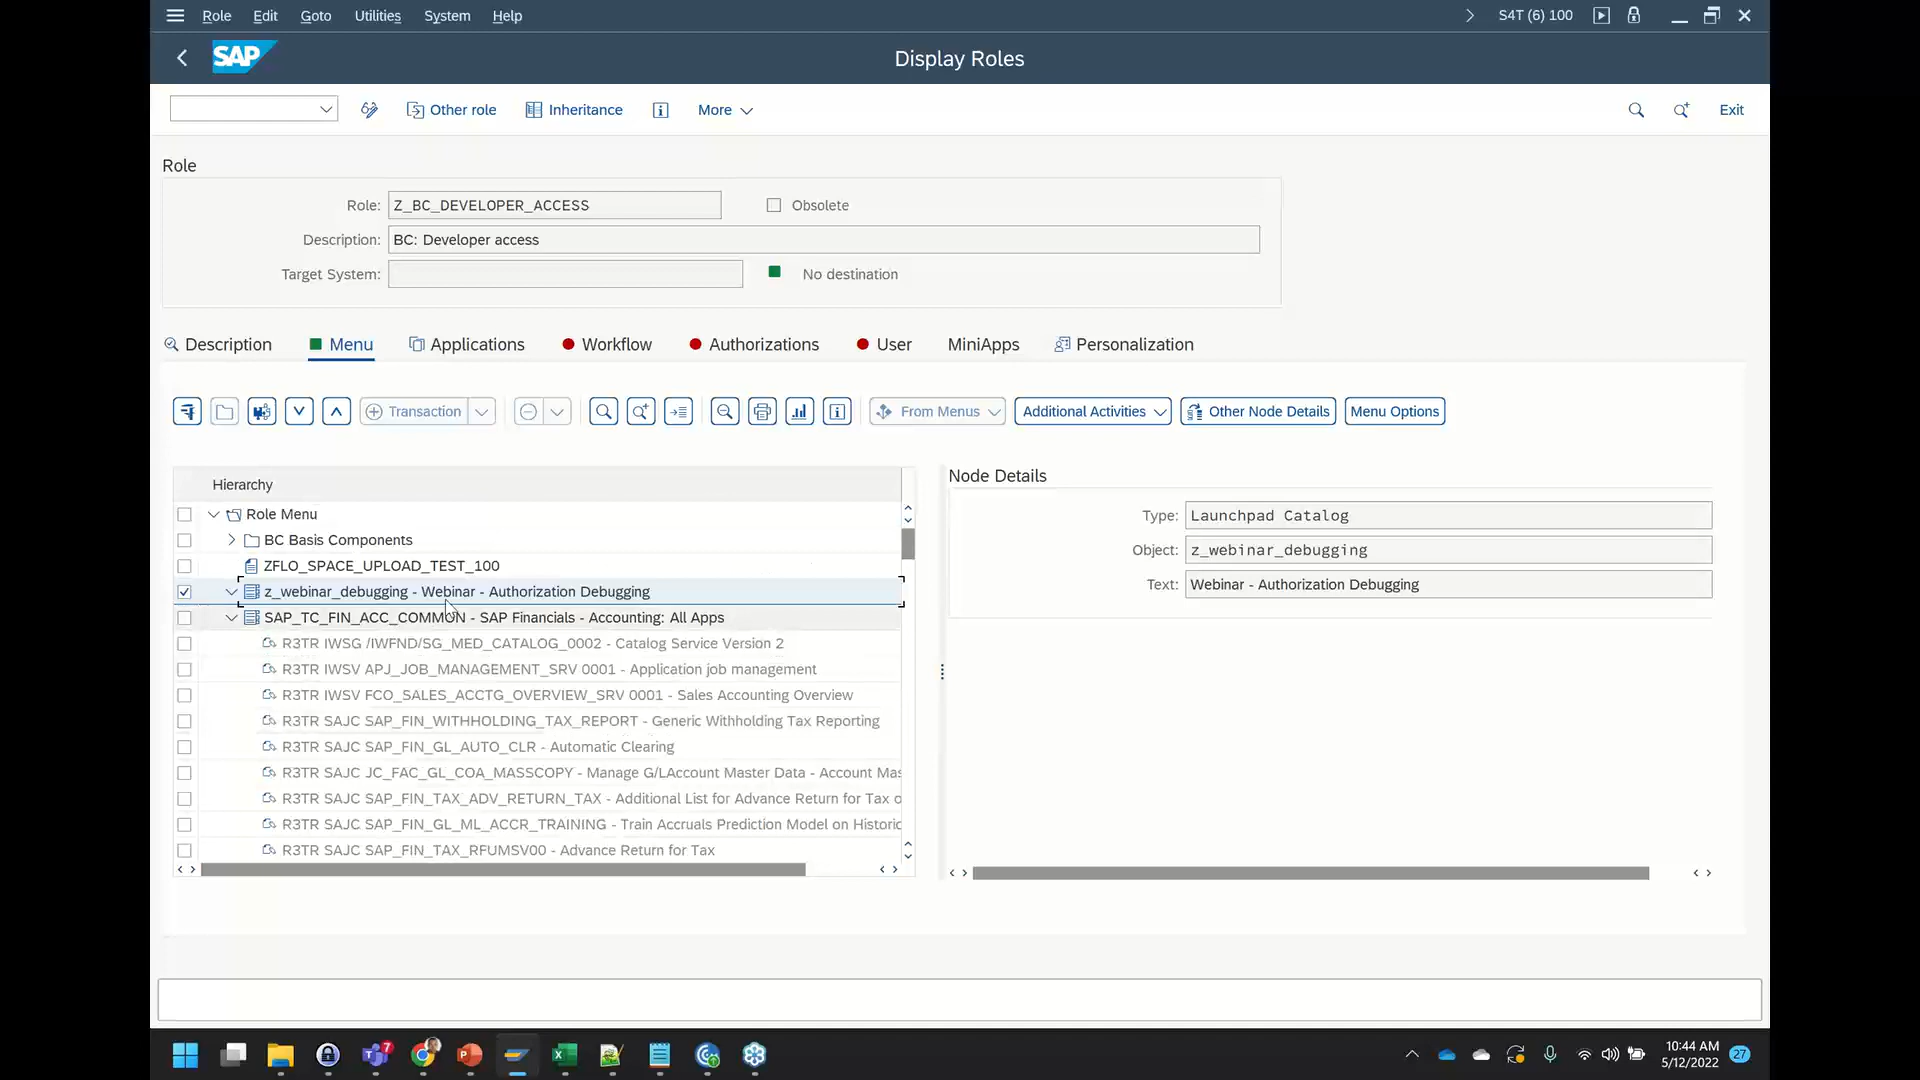 Role Edit Goto Utilities System Help S4T (6) 100
SAP Display Roles
Other role Inheritance More Exit
Role
Role: Z_BC_DEVELOPER_ACCESS Obsolete
Description: BC: Developer access
Target System: No destination
Description Menu Applications Workflow Authorizations User MiniApps Personalization
Transaction From Menus Additional Activities Other Node Details Menu Options
Hierarchy
Role Menu
BC Basis Components
ZFLO_SPACE_UPLOAD_TEST_100
z_webinar_debugging - Webinar - Authorization Debugging
SAP_TC_FIN_ACC_COMMON - SAP Financials - Accounting: All Apps
R3TR IWSG /IWFND/SG_MED_CATALOG_0002 - Catalog Service Version 2
R3TR IWSV APJ_JOB_MANAGEMENT_SRV 0001 - Application job management
R3TR IWSV FCO_SALES_ACCTG_OVERVIEW_SRV 0001 - Sales Accounting Overview
R3TR SAJC SAP_FIN_WITHHOLDING_TAX_REPORT - Generic Withholding Tax Reporting
R3TR SAJC SAP_FIN_GL_AUTO_CLR - Automatic Clearing
R3TR SAJC JC_FAC_GL_COA_MASSCOPY - Manage G/LAccount Master Data - Account Mas
R3TR SAJC SAP_FIN_TAX_ADV_RETURN_TAX - Additional List for Advance Return for Tax o
R3TR SAJC SAP_FIN_GL_ML_ACCR_TRAINING - Train Accruals Prediction Model on Historic
R3TR SAJC SAP_FIN_TAX_RFUMSV00 - Advance Return for Tax
Node Details
Type: Launchpad Catalog
Object: z_webinar_debugging
Text: Webinar - Authorization Debugging
7
10:44 AM
5/12/2022
27